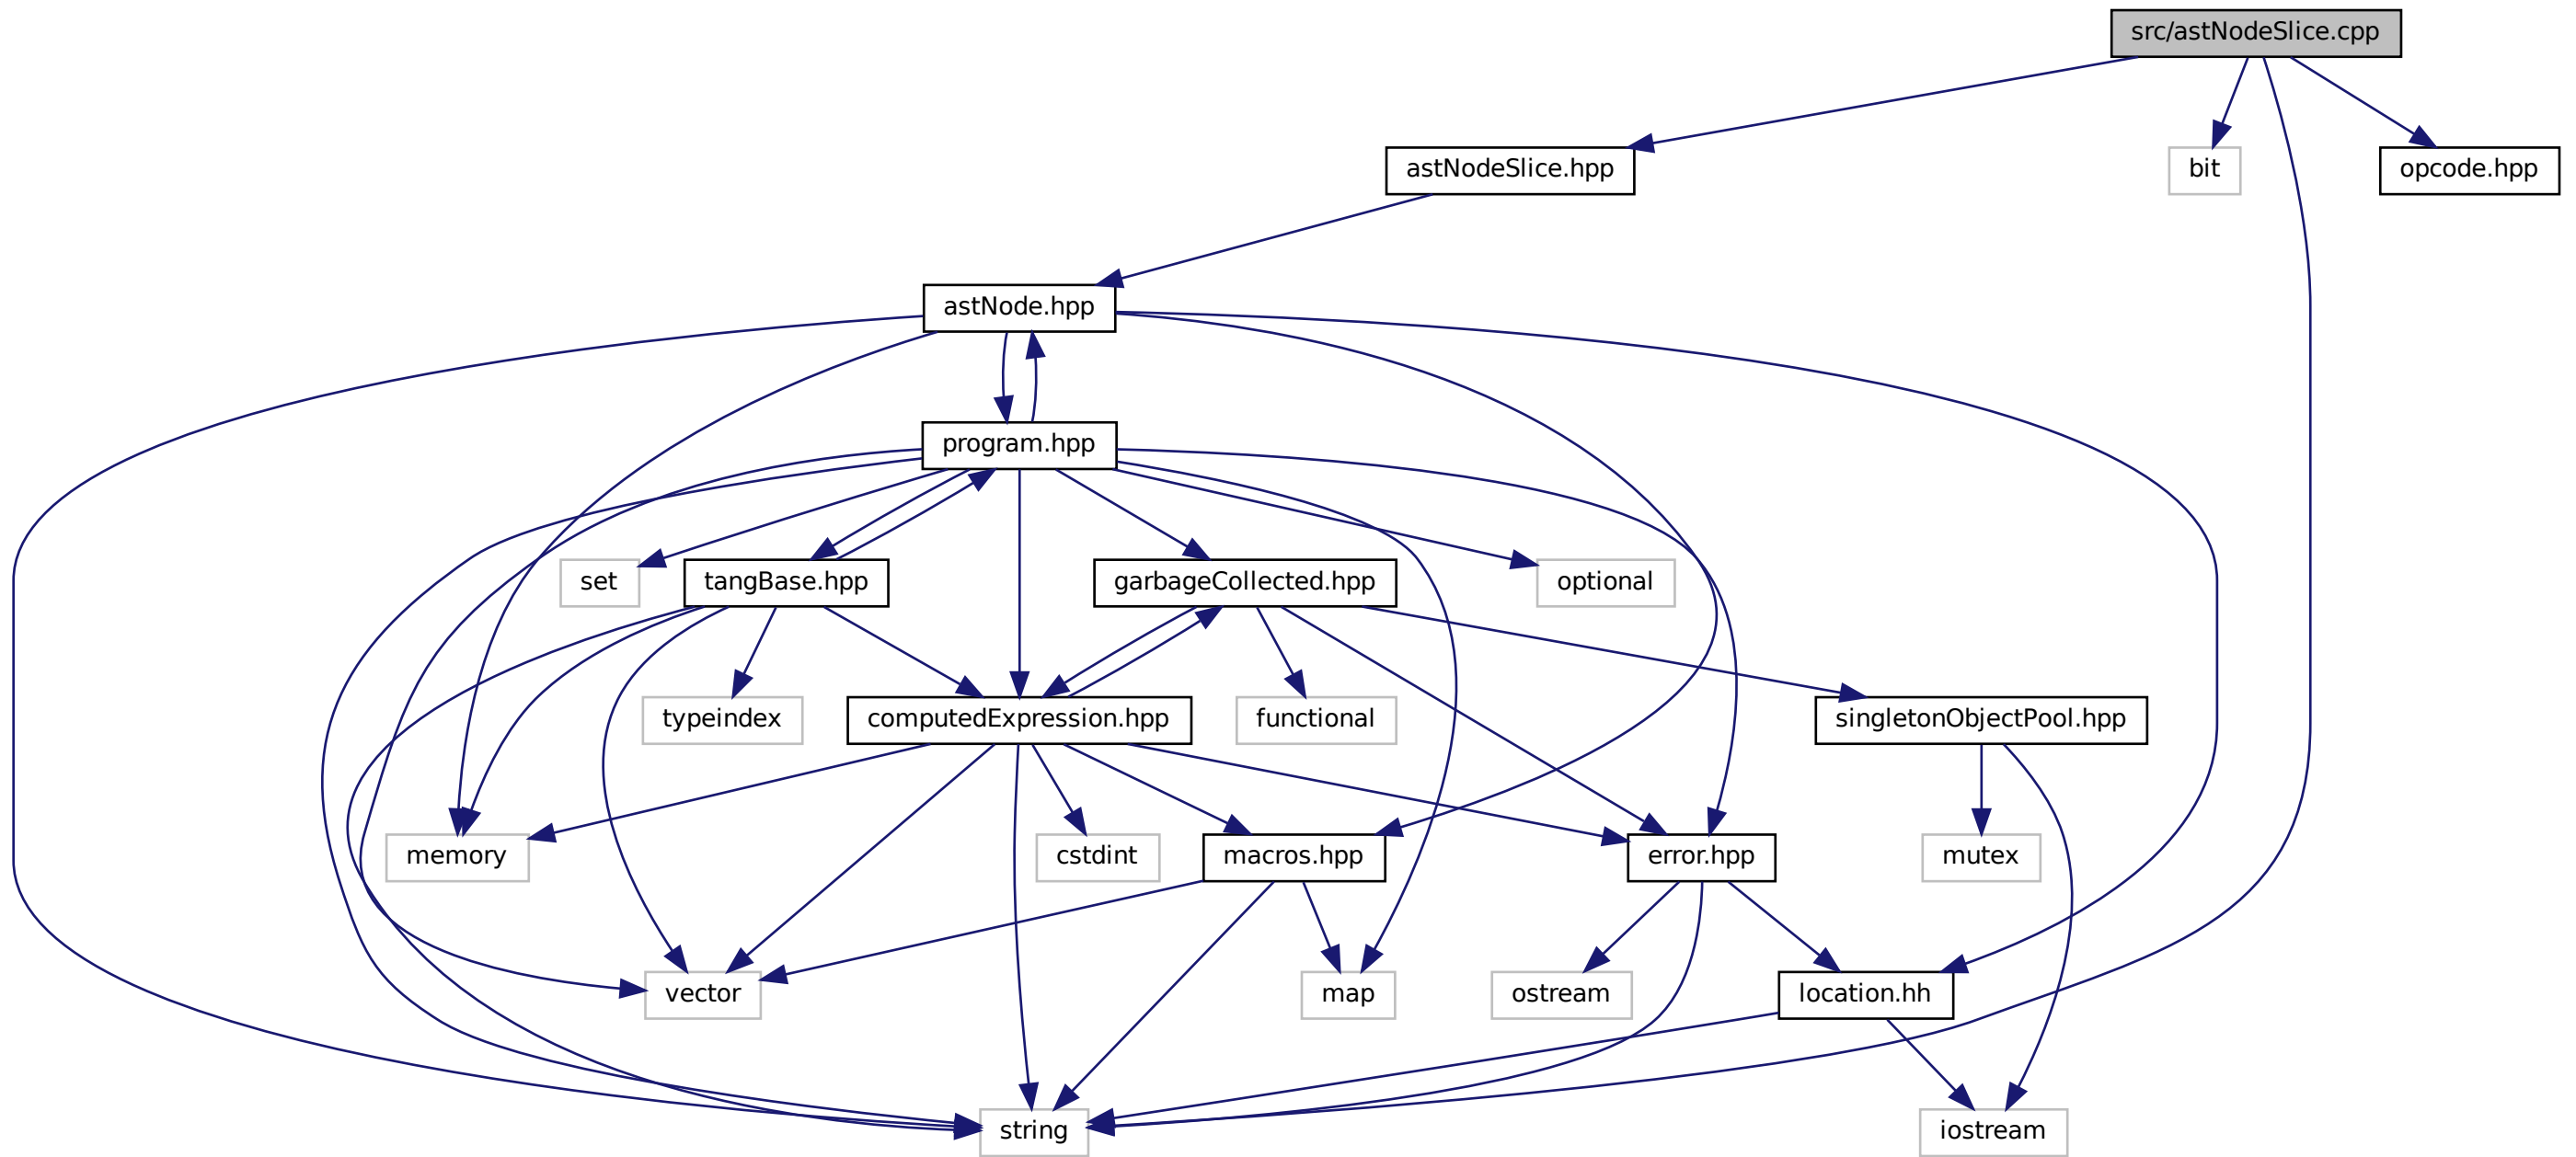 src/astNodeSlice.cpp
astNodeSlice.hpp
bit
opcode.hpp
astNode.hpp
program.hpp
set
tangBase.hpp
garbageCollected.hpp
optional
typeindex
computedExpression.hpp
functional
singletonObjectPool.hpp
memory
cstdint
macros.hpp
error.hpp
mutex
vector
map
ostream
location.hh
string
iostream